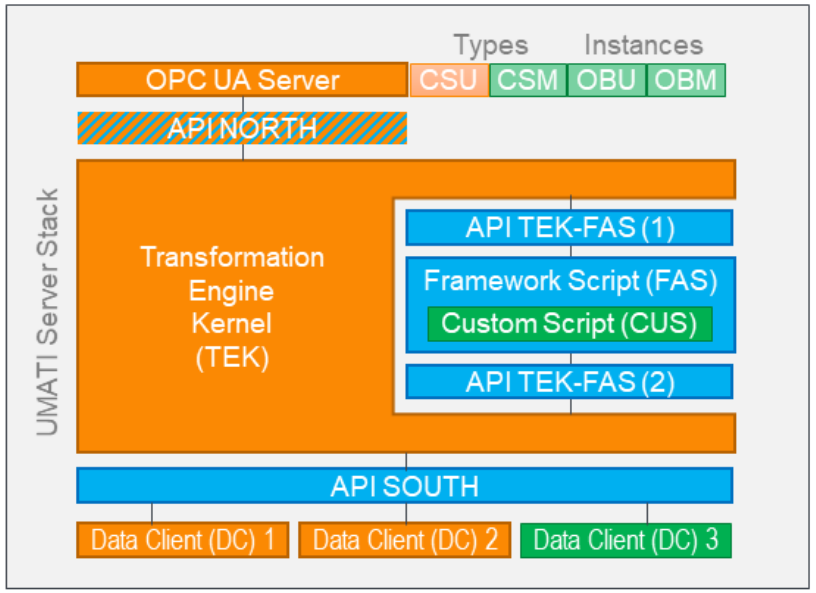 Types Instances
OPC UA Server CSU CSM OBU OBM
API NORTH
UMATI Server Stack
Transformation
Engine
Kernel
(TEK)
API TEK-FAS (1)
Framework Script (FAS)
Custom Script (CUS)
API TEK-FAS (2)
API SOUTH
Data Client (DC) 1 Data Client (DC) 2 Data Client (DC) 3